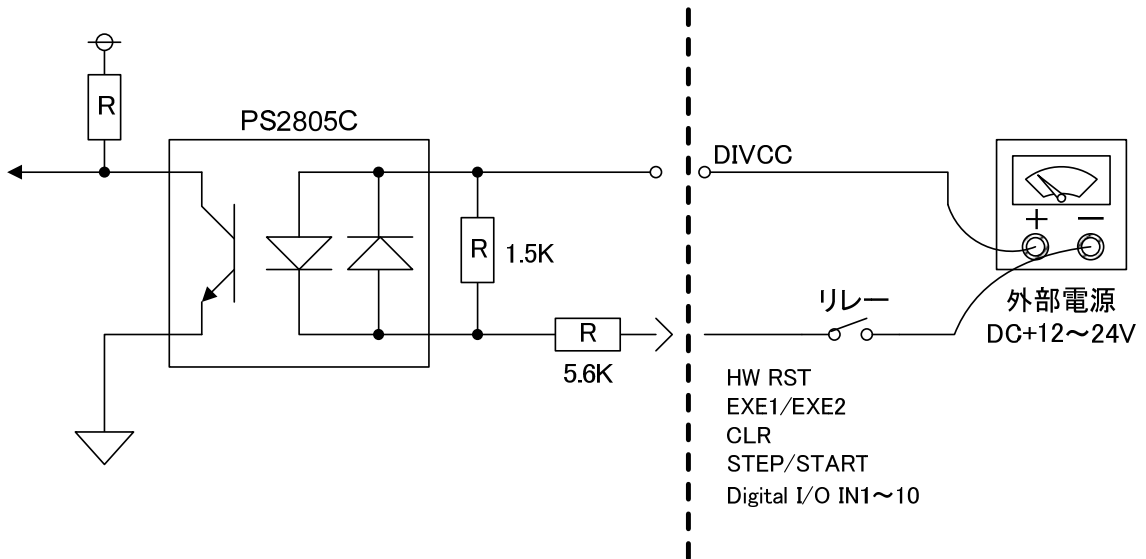 R
PS2805C
DIVCC
R
1.5K
+ −
リレー
外部電源
DC+12～24V
R
5.6K
HW RST
EXE1/EXE2
CLR
STEP/START
Digital I/O IN1～10